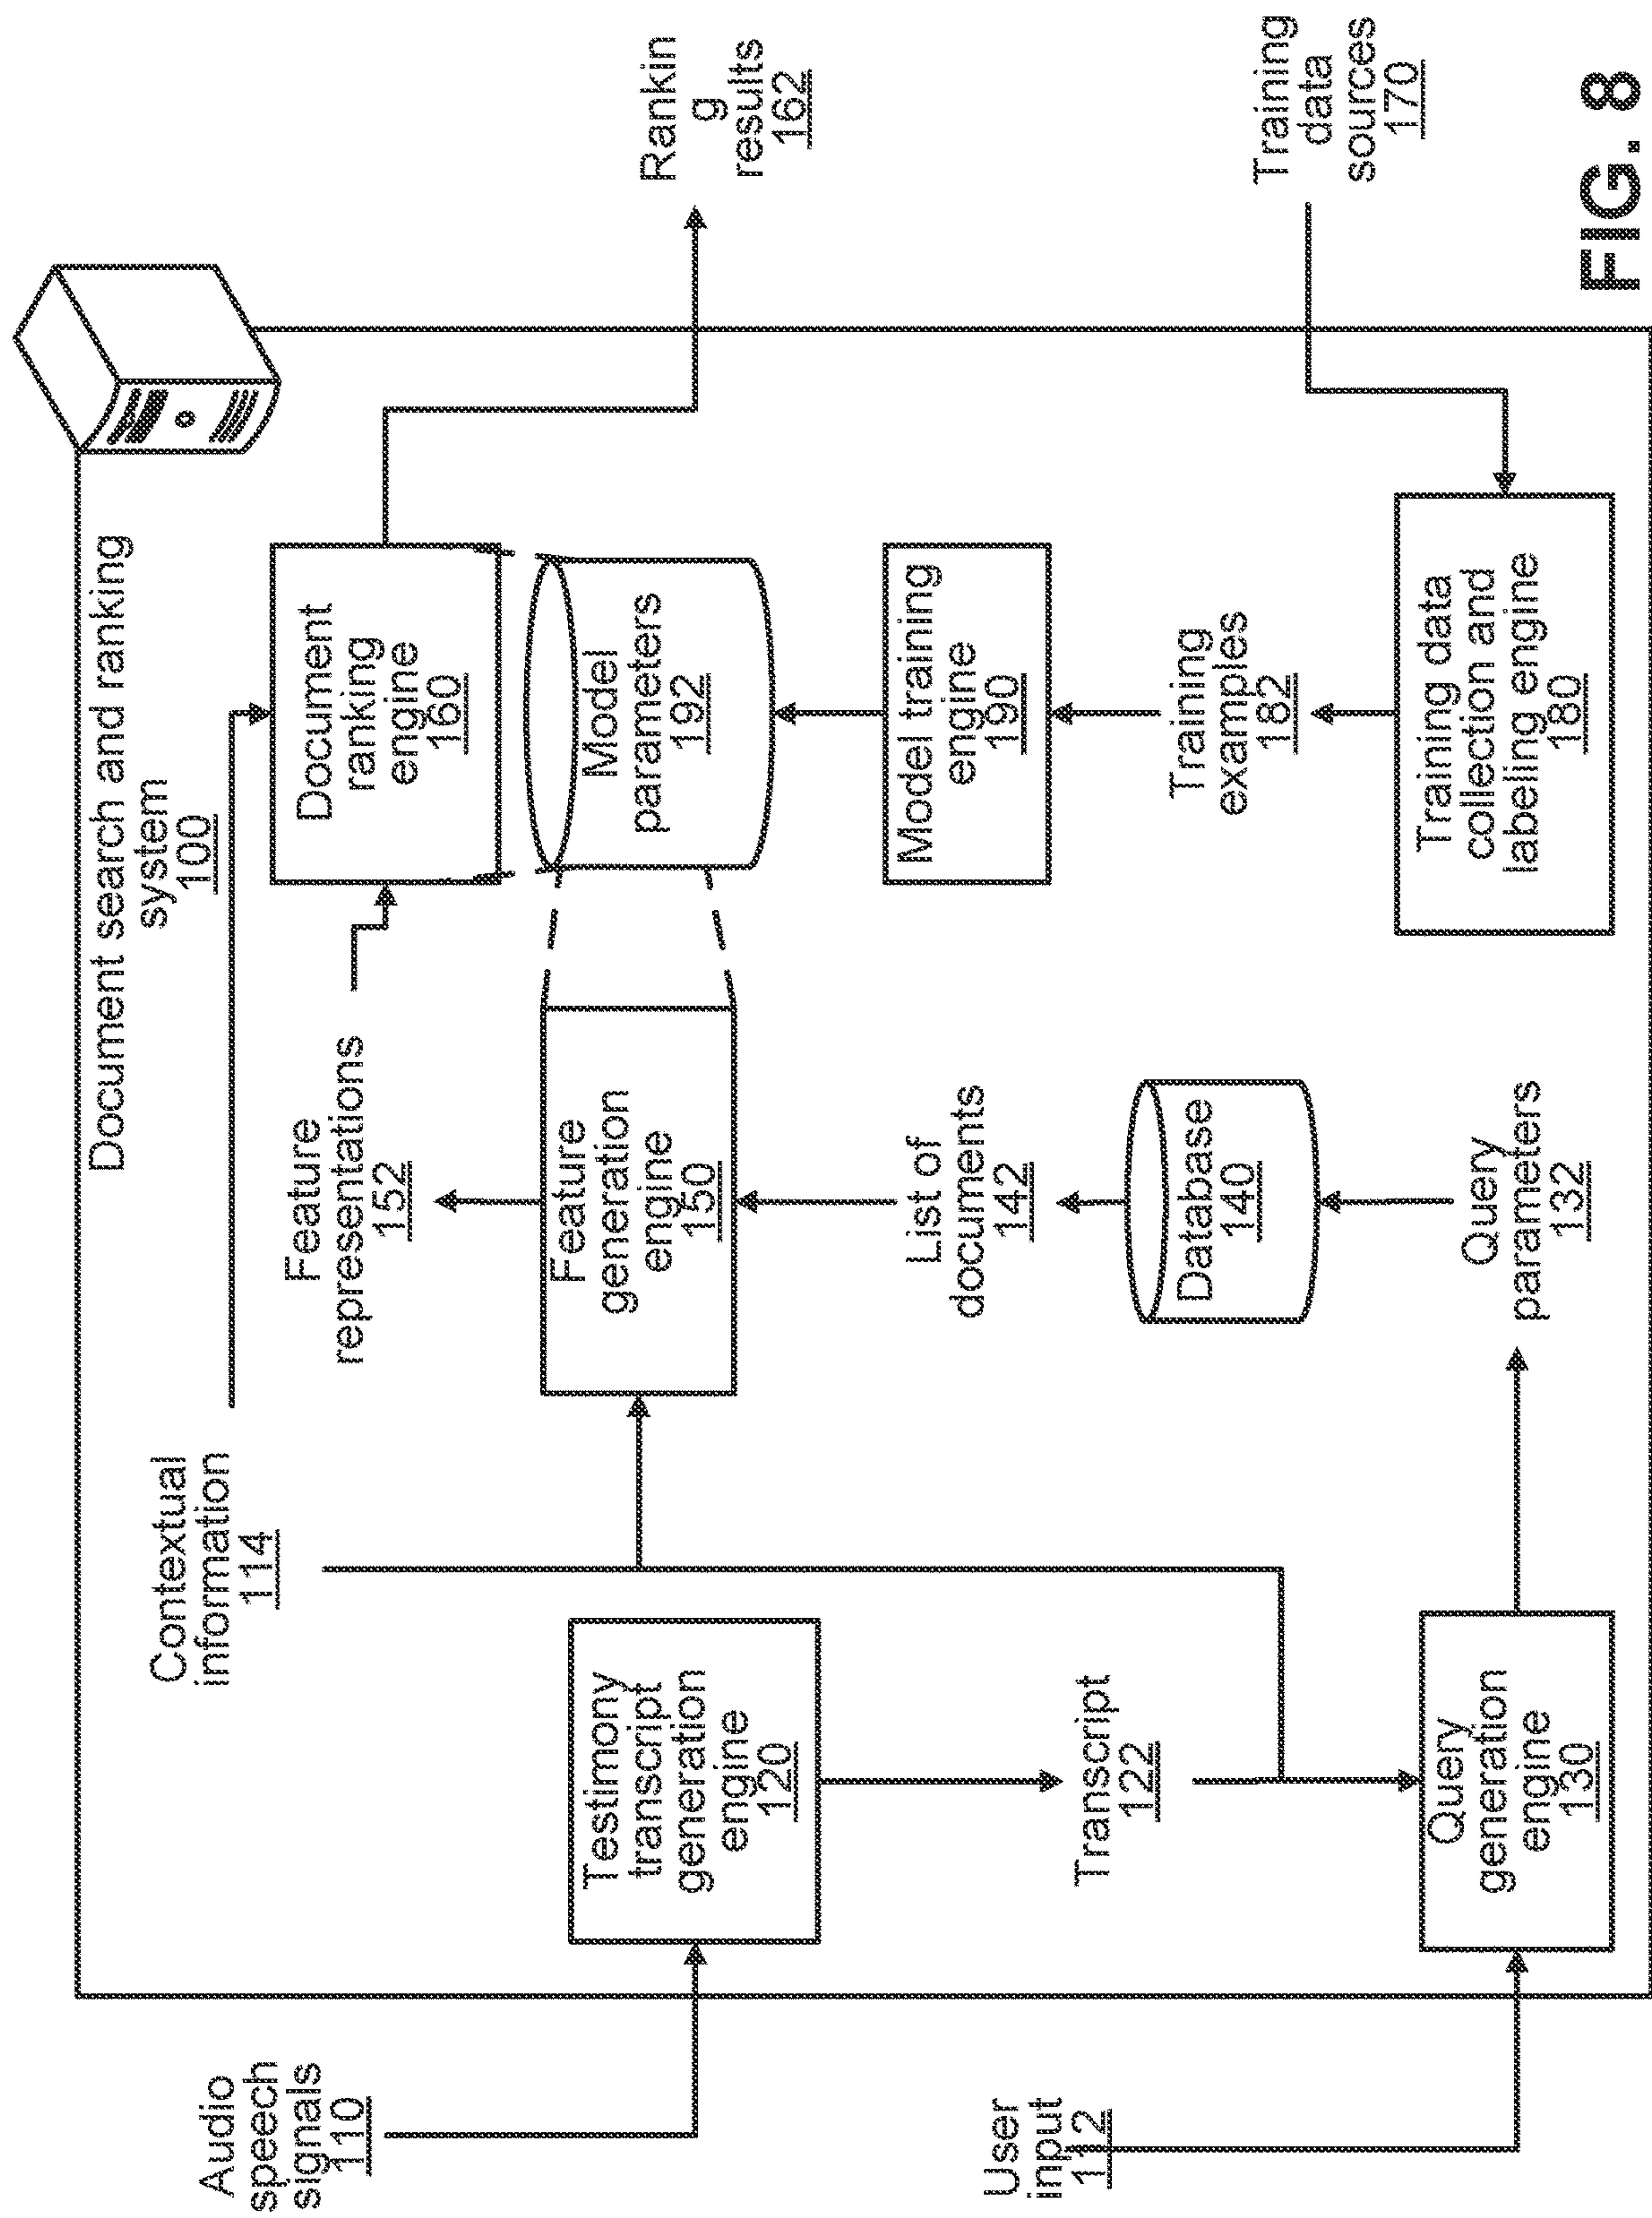 Document search and ranking
system
100
Audio
speech
signals
110
User
input
112
Contextual
information
114
Testimony
transcript
generation
engine
120
Transcript
122
Query
generation
engine
130
Feature
representations
152
Feature
generation
engine
150
List of
documents
142
Database
140
Query
parameters
132
Document
ranking
engine
160
Model
parameters
192
Model training
engine
190
Training
examples
182
Training data
collection and
labeling engine
180
Rankin
g
results
162
Training
data
sources
170
FIG. 8